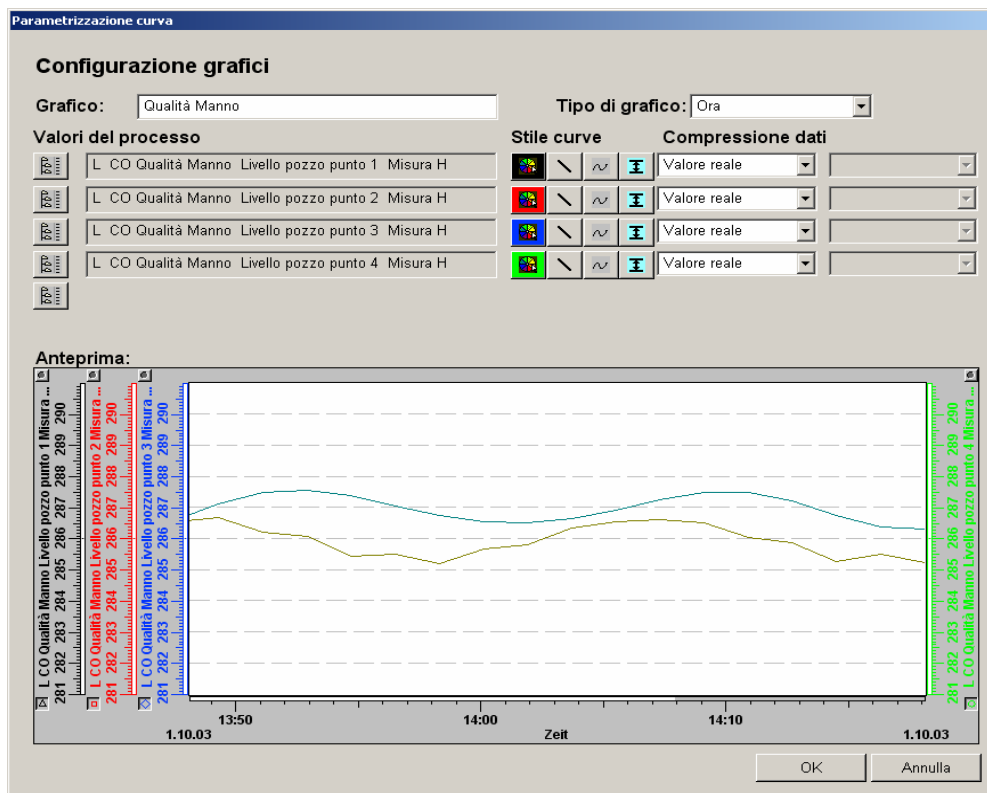 Parametrizzazione curva
Configurazione grafici
Grafico: Qualità Manno Tipo di grafico: Ora
Valori del processo Stile curve Compressione dati
L CO Qualità Manno Livello pozzo punto 1 Misura H Valore reale
L CO Qualità Manno Livello pozzo punto 2 Misura H Valore reale
L CO Qualità Manno Livello pozzo punto 3 Misura H Valore reale
L CO Qualità Manno Livello pozzo punto 4 Misura H Valore reale
Anteprima:
L CO Qualità Manno Livello pozzo punto 1 Misura ...
281 282 283 284 285 286 287 288 289 290
L CO Qualità Manno Livello pozzo punto 2 Misura ...
281 282 283 284 285 286 287 288 289 290
L CO Qualità Manno Livello pozzo punto 3 Misura ...
281 282 283 284 285 286 287 288 289 290
281 282 283 284 285 286 287 288 289 290
L CO Qualità Manno Livello pozzo punto 4 Misura ...
13:50 14:00 14:10
1.10.03 Zeit 1.10.03
OK Annulla